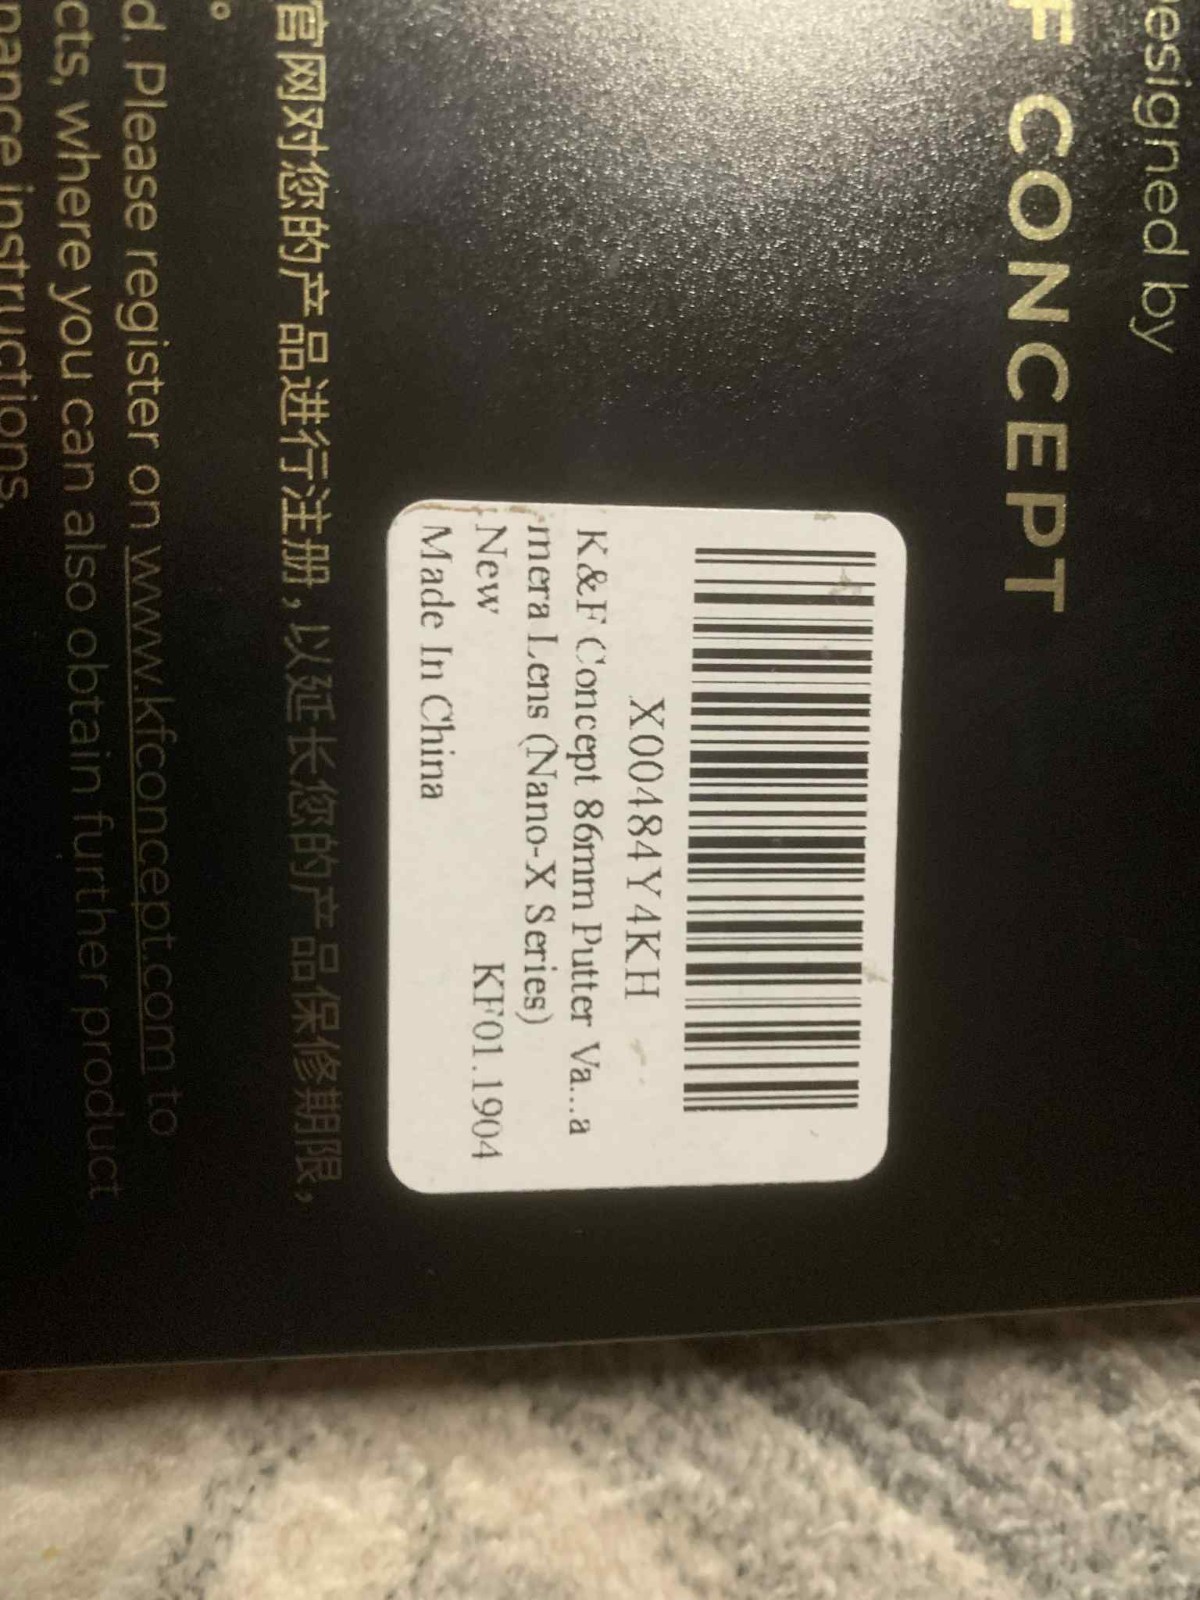 esigned by
F CONCEPT
X00484Y4KH
K&F Concept 86mm Putter Va...a
mera Lens (Nano-X Series)
New KF01.1904
Made In China
官网对您的产品进行注册,以延长您的产品保修期限,
。
d. Please register on www.kfconcept.com to
cts, where you can also obtain further product
nance instructions.